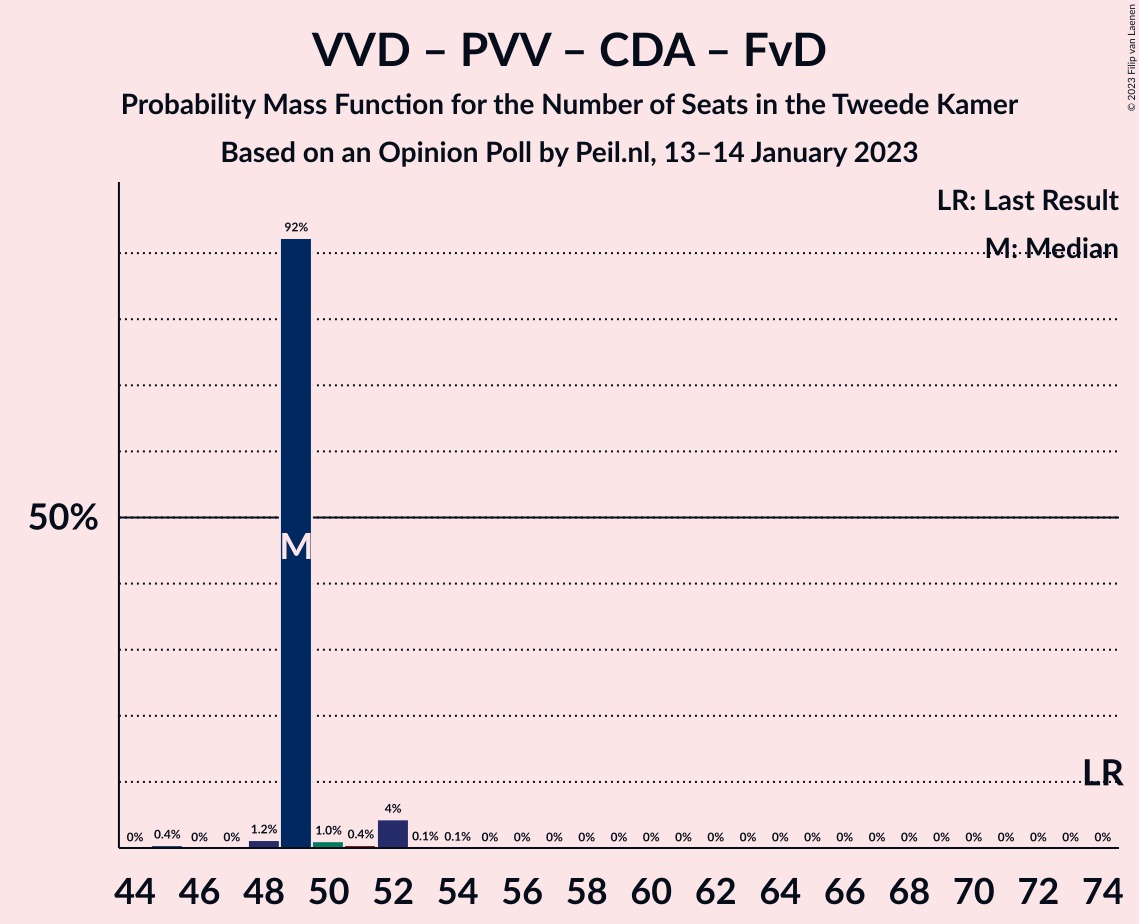 VVD – PVV – CDA – FvD
Probability Mass Function for the Number of Seats in the Tweede Kamer
Based on an Opinion Poll by Peil.nl, 13–14 January 2023
© 2023 Filip van Laenen
LR: Last Result
M: Median
92%
50%
M
LR
0% 0.4% 0% 0% 1.2% 1.0% 0.4% 4% 0.1% 0.1% 0% 0% 0% 0% 0% 0% 0% 0% 0% 0% 0% 0% 0% 0% 0% 0% 0% 0% 0% 0%
44 46 48 50 52 54 56 58 60 62 64 66 68 70 72 74